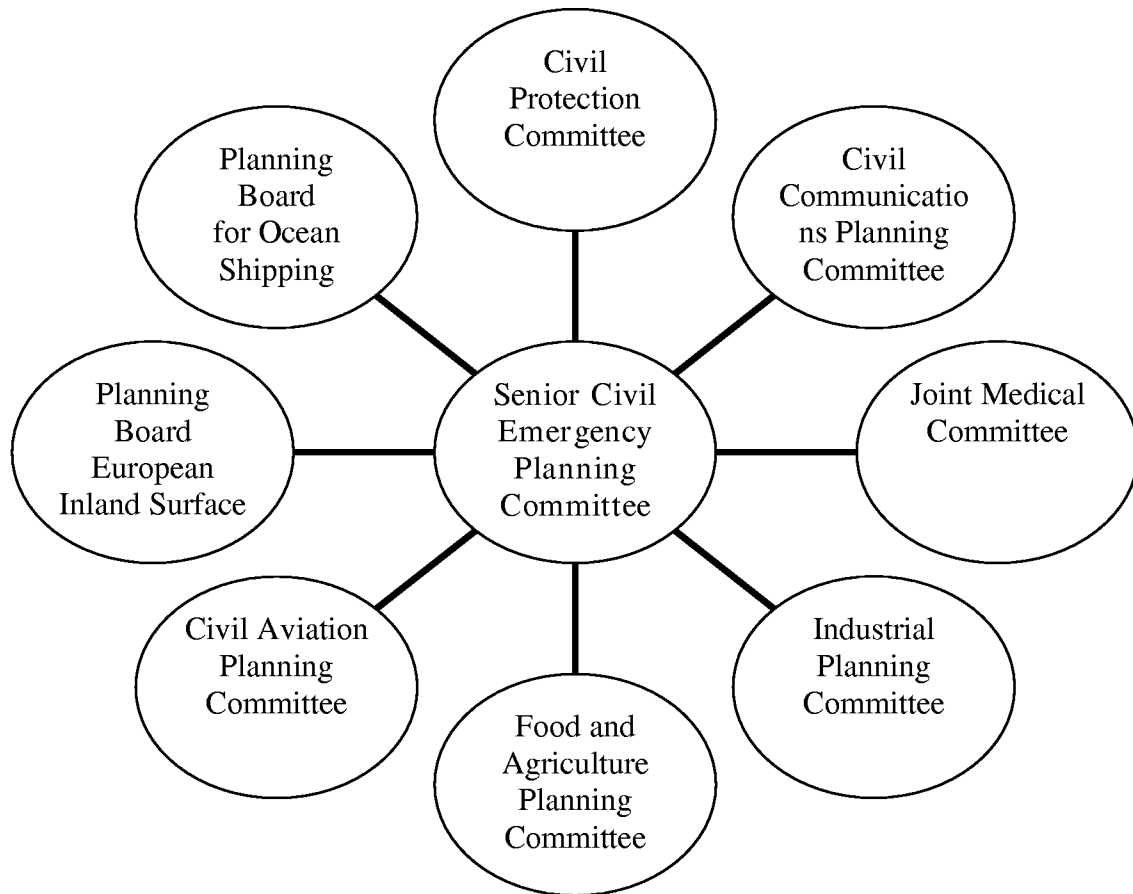 Civil
Protection
Committee
Planning
Board
for Ocean
Shipping
Civil
Communicatio
ns Planning
Committee
Planning
Board
European
Inland Surface
Senior Civil
Emergency
Planning
Committee
Joint Medical
Committee
Civil Aviation
Planning
Committee
Industrial
Planning
Committee
Food and
Agriculture
Planning
Committee